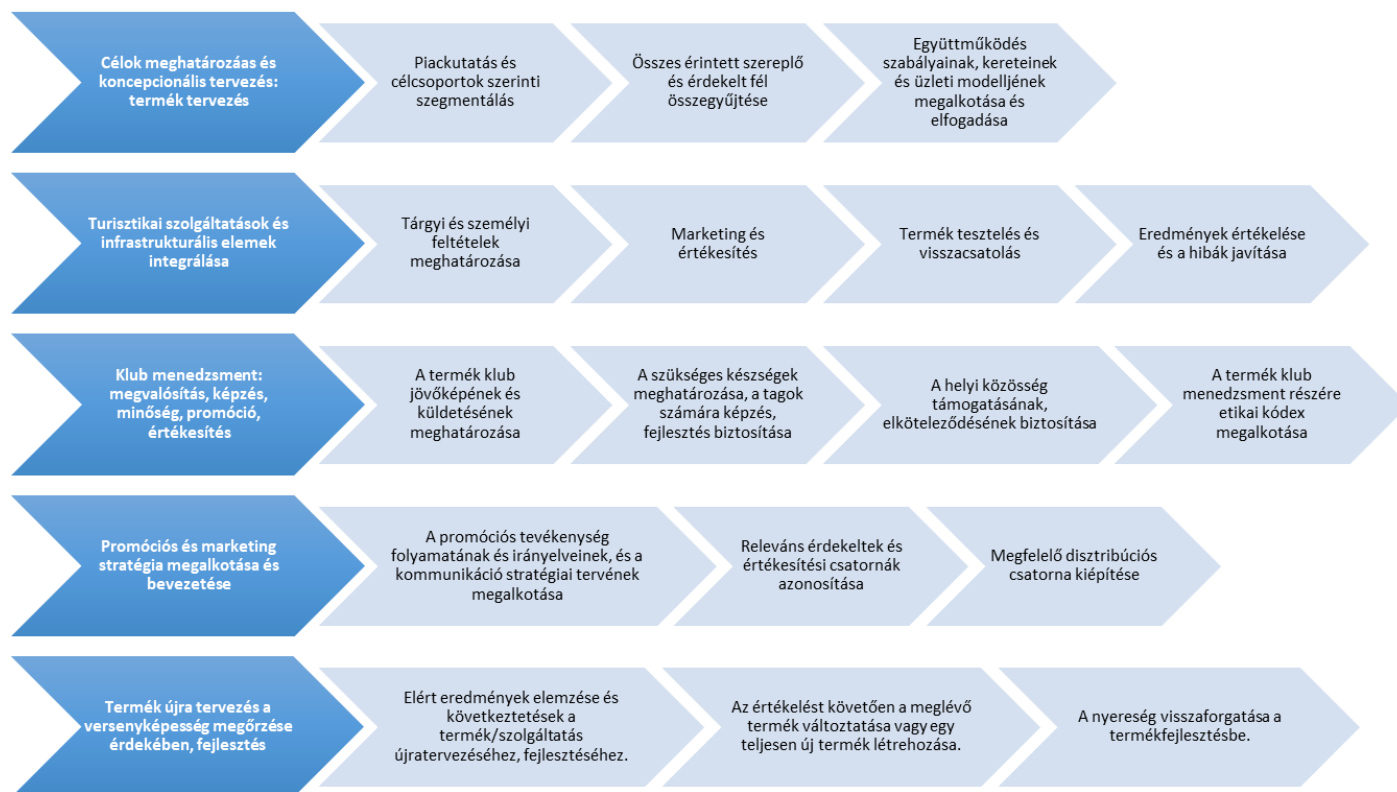 Célok meghatározáas és
koncepcionális tervezés:
termék tervezés
Piackutatás és
célcsoportok szerinti
szegmentálás
Összes érintett szereplő
és érdekelt fél
összegyűjtése
Együttműködés
szabályainak, kereteinek
és üzleti modelljének
megalkotása és
elfogadása
Turisztikai szolgáltatások és
infrastrukturális elemek
integrálása
Tárgyi és személyi
feltételek
meghatározása
Marketing és
értékesítés
Termék tesztelés és
visszacsatolás
Eredmények értékelése
és a hibák javítása
Klub menedzsment:
megvalósítás, képzés,
minőség, promóció,
értékesítés
A termék klub
jövőképének és
küldetésének
meghatározása
A szükséges készségek
meghatározása, a tagok
számára képzés,
fejlesztés biztosítása
A helyi közösség
támogatásának,
elköteleződésének biztosítása
A termék klub
menedzsment részére
etikai kódex
megalkotása
Promóciós és marketing
stratégia megalkotása és
bevezetése
A promóciós tevékenység
folyamatának és irányelveinek, és a
kommunikáció stratégiai tervének
megalkotása
Releváns érdekeltek és
értékesítési csatornák
azonosítása
Megfelelő disztribúciós
csatorna kiépítése
Termék újra tervezés a
versenyképesség megőrzése
érdekében, fejlesztés
Elért eredmények elemzése és
következtetések a
termék/szolgáltatás
újratervezéséhez, fejlesztéséhez.
Az értékelést követően a meglévő
termék változtatása vagy egy
teljesen új termék létrehozása.
A nyereség visszaforgatása a
termékfejlesztésbe.